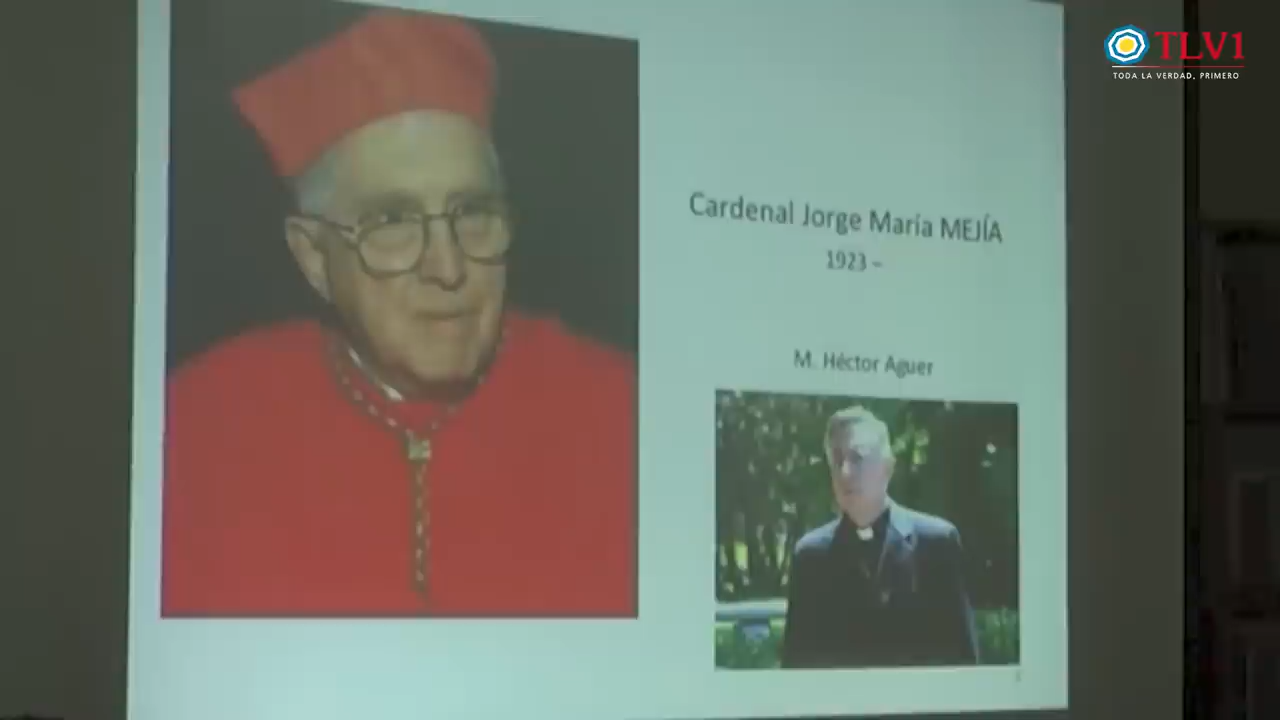 TLV1
TODA LA VERDAD, PRIMERO
Cardenal Jorge María MEJÍA
1923 –
M. Héctor Aguer